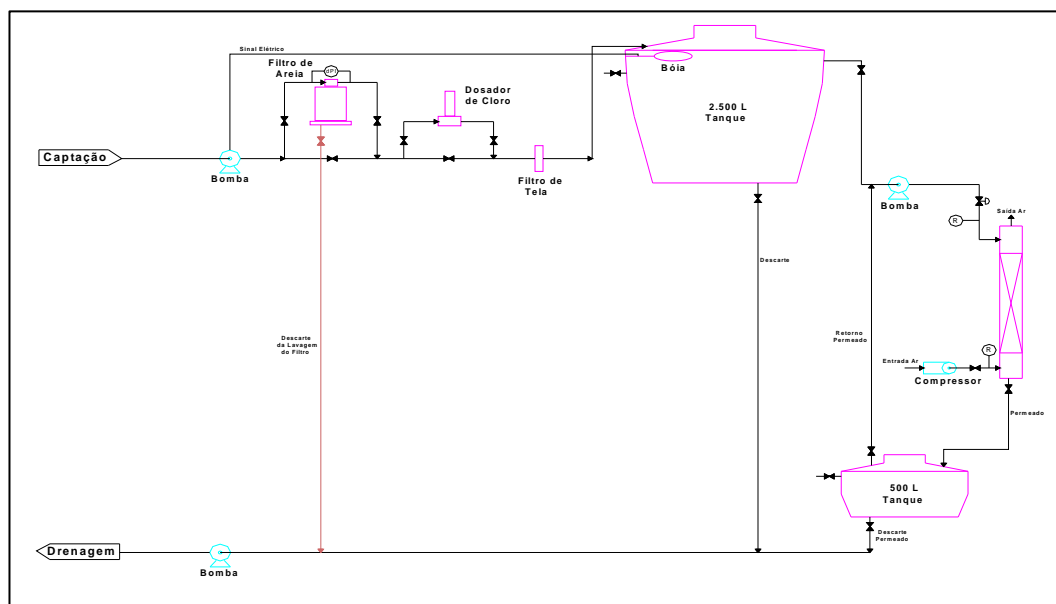 Sinal Elétrico
Filtro de
Areia
dPI
Dosador
de Cloro
Bóia
2.500 L
Tanque
Captação
Bomba
Filtro de
Tela
Bomba
Saída Ar
R
Descarte
Descarte
da Lavagem
do Filtro
Retorno
Permeado
R
Entrada Ar
Compressor
Permeado
500 L
Tanque
Descarte
Permeado
Drenagem
Bomba